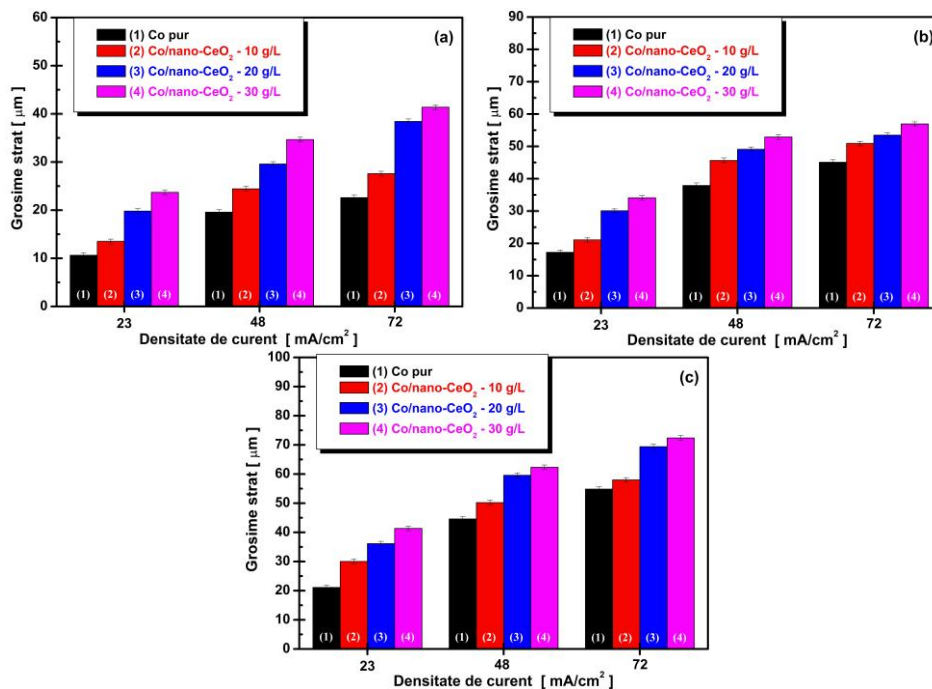 (a)
(1) Co pur
(2) Co/nano-CeO₂ - 10 g/L
(3) Co/nano-CeO₂ - 20 g/L
(4) Co/nano-CeO₂ - 30 g/L
Grosime strat [ μm ]
60
50
40
30
20
10
0
(1) (2) (3) (4) (1) (2) (3) (4) (1) (2) (3) (4)
23 48 72
Densitate de curent [ mA/cm² ]
(b)
(1) Co pur
(2) Co/nano-CeO₂ - 10 g/L
(3) Co/nano-CeO₂ - 20 g/L
(4) Co/nano-CeO₂ - 30 g/L
Grosime strat [ μm ]
90
80
70
60
50
40
30
20
10
0
(1) (2) (3) (4) (1) (2) (3) (4) (1) (2) (3) (4)
23 48 72
Densitate de curent [ mA/cm² ]
(c)
(1) Co pur
(2) Co/nano-CeO₂ - 10 g/L
(3) Co/nano-CeO₂ - 20 g/L
(4) Co/nano-CeO₂ - 30 g/L
Grosime strat [ μm ]
100
90
80
70
60
50
40
30
20
10
0
(1) (2) (3) (4) (1) (2) (3) (4) (1) (2) (3) (4)
23 48 72
Densitate de curent [ mA/cm² ]